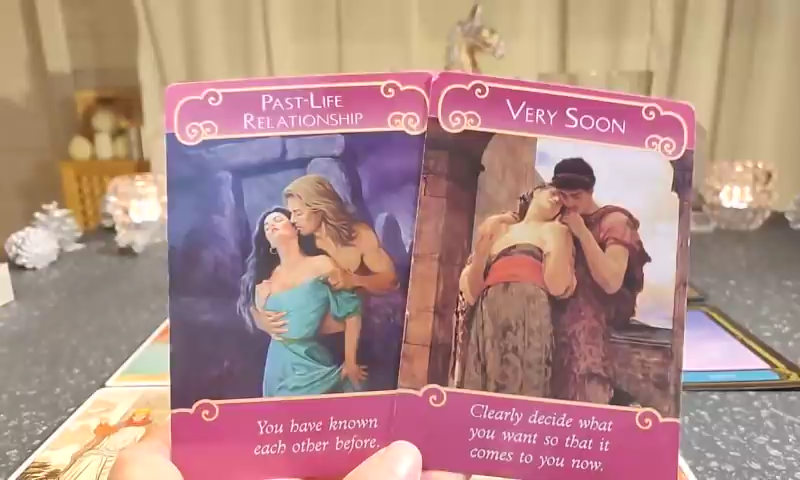 Past-Life
Relationship
You have known
each other before.
Very Soon
Clearly decide what
you want so that it
comes to you now.